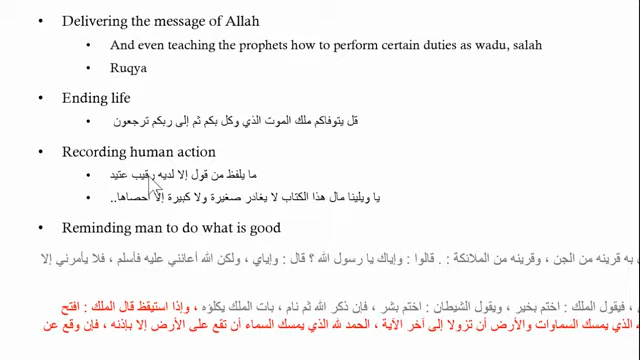 Delivering the message of Allah
And even teaching the prophets how to perform certain duties as wadu, salah
Ruqya
Ending life
قل يتوفاكم ملك الموت الذي وكل بكم ثم إلى ربكم ترجعون
Recording human action
ما يلفظ من قول إلا لديه رقيب عتيد
يا ويلينا مال هذا الكتاب لا يغادر صغيرة ولا كبيرة إلا حصاها..
Reminding man to do what is good
به قرينه من الجن ، وقرينه من الملائكة : . قالوا : وإياك يا رسول الله ؟ قال : وإياي ، ولكن الله أعانني عليه فأسلم ، فلا يأمرني إلا
، فيقول الملك : اختم بخير ، ويقول الشيطان : اختم بشر ، فإن ذكر الله ثم نام ، بات الملك يكلؤه ، وإذا استيقظ قال الملك : افتح
الذي يمسك السماوات والأرض أن تزولا إلى آخر الآية ، الحمد لله الذي يمسك السماء أن تقع على الأرض إلا بإذنه ، فإن وقع عن